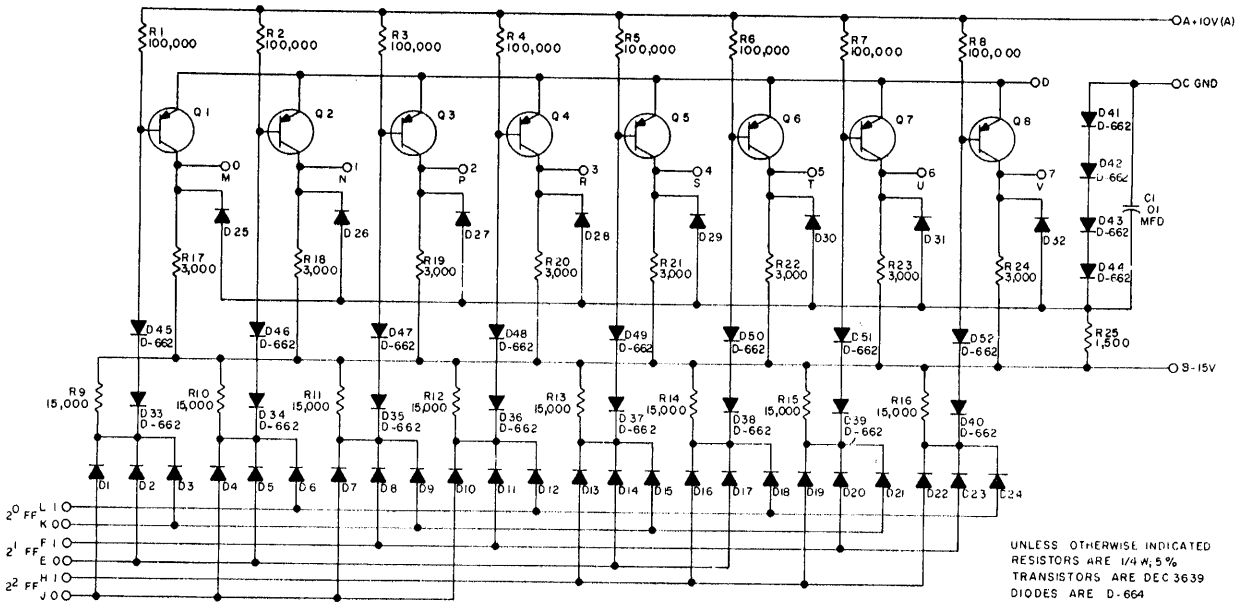 R1 100,000
R2 100,000
R3 100,000
R4 100,000
R5 100,000
R6 100,000
R7 100,000
R8 100,000
A+10V(A)
D
C GND
Q1
Q2
Q3
Q4
Q5
Q6
Q7
Q8
0 M
1 N
2 P
3 R
4 S
5 T
6 U
7 V
D41 D-662
D42 D-662
D43 D-662
D44 D-662
C1 .01 MFD
D25
D26
D27
D28
D29
D30
D31
D32
R17 3,000
R18 3,000
R19 3,000
R20 3,000
R21 3,000
R22 3,000
R23 3,000
R24 3,000
R25 1,500
D45 D-662
D46 D-662
D47 D-662
D48 D-662
D49 D-662
D50 D-662
D51 D-662
D52 D-662
B-15V
R9 15,000
R10 15,000
R11 15,000
R12 15,000
R13 15,000
R14 15,000
R15 15,000
R16 15,000
D33 D-662
D34 D-662
D35 D-662
D36 D-662
D37 D-662
D38 D-662
D39 D-662
D40 D-662
D1
D2
D3
D4
D5
D6
D7
D8
D9
D10
D11
D12
D13
D14
D15
D16
D17
D18
D19
D20
D21
D22
D23
D24
2⁰ FF L 1
K 0
2¹ FF F 1
E 0
2² FF H 1
J 0
UNLESS OTHERWISE INDICATED
RESISTORS ARE 1/4 W; 5%
TRANSISTORS ARE DEC 3639
DIODES ARE D-664